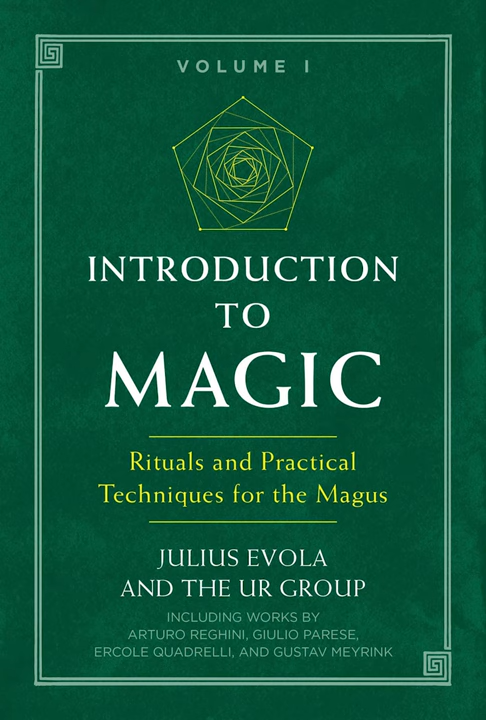 VOLUME I
INTRODUCTION
TO
MAGIC
Rituals and Practical
Techniques for the Magus
JULIUS EVOLA
AND THE UR GROUP
INCLUDING WORKS BY
ARTURO REGHINI, GIULIO PARESE,
ERCOLE QUADRELLI, AND GUSTAV MEYRINK